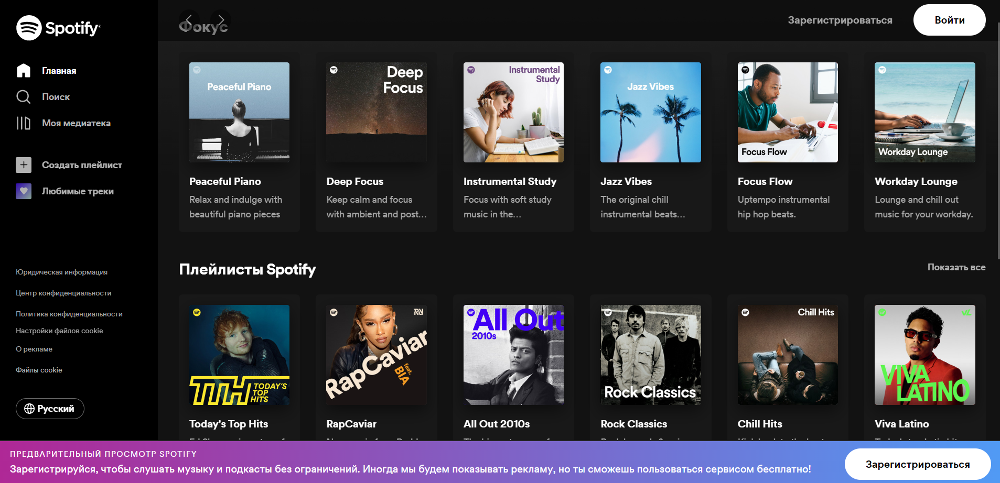 Spotify
Главная
Поиск
Моя медиатека
Создать плейлист
Любимые треки
Юридическая информация
Центр конфиденциальности
Политика конфиденциальности
Настройки файлов cookie
О рекламе
Файлы cookie
Русский
Фокус
Зарегистрироваться
Войти
Peaceful Piano
Deep
Focus
Instrumental
Study
Jazz Vibes
Focus Flow
Workday Lounge
Peaceful Piano
Relax and indulge with
beautiful piano pieces
Deep Focus
Keep calm and focus
with ambient and post...
Instrumental Study
Focus with soft study
music in the...
Jazz Vibes
The original chill
instrumental beats...
Focus Flow
Uptempo instrumental
hip hop beats.
Workday Lounge
Lounge and chill out
music for your workday.
Плейлисты Spotify
Показать все
TTH TODAY'S
TOP
HITS
RapCaviar
feat.
BIA
All Out
2010s
Rock Classics
Chill Hits
VL
VIVA
LATINO
Today's Top Hits
RapCaviar
All Out 2010s
Rock Classics
Chill Hits
Viva Latino
ПРЕДВАРИТЕЛЬНЫЙ ПРОСМОТР SPOTIFY
Зарегистрируйся, чтобы слушать музыку и подкасты без ограничений. Иногда мы будем показывать рекламу, но ты сможешь пользоваться сервисом бесплатно!
Зарегистрироваться